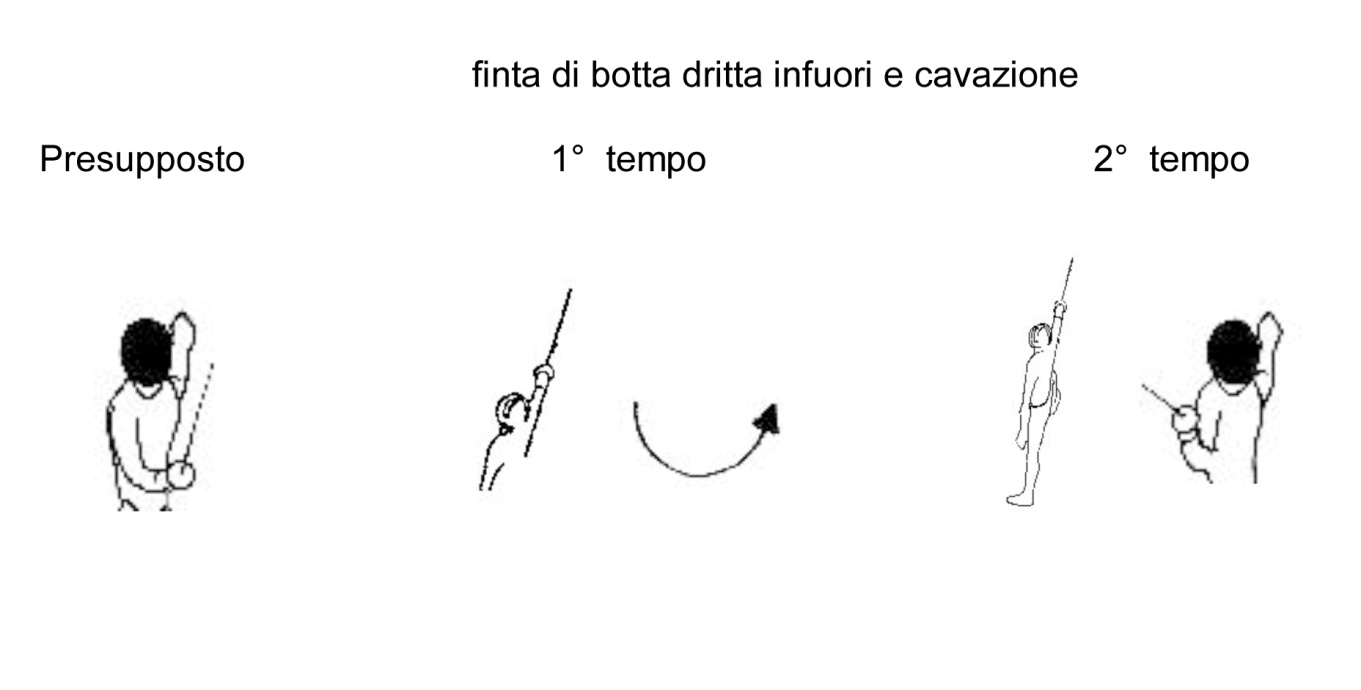 finta di botta dritta infuori e cavazione
Presupposto
1° tempo
2° tempo